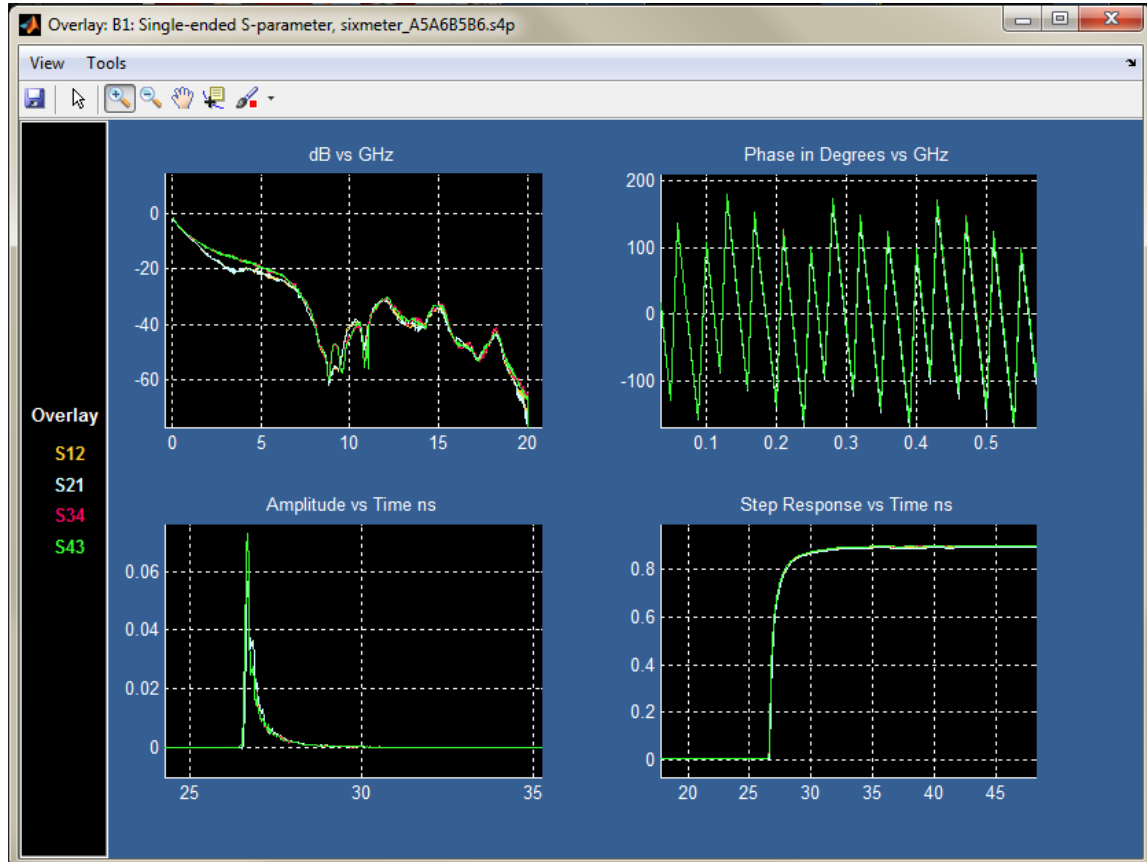 Overlay: B1: Single-ended S-parameter, sixmeter_A5A6B5B6.s4p
View Tools
Overlay
S12
S21
S34
S43
dB vs GHz
0
-20
-40
-60
0 5 10 15 20
Phase in Degrees vs GHz
200
100
0
-100
0.1 0.2 0.3 0.4 0.5
Amplitude vs Time ns
0.06
0.04
0.02
0
25 30 35
Step Response vs Time ns
0.8
0.6
0.4
0.2
0
20 25 30 35 40 45